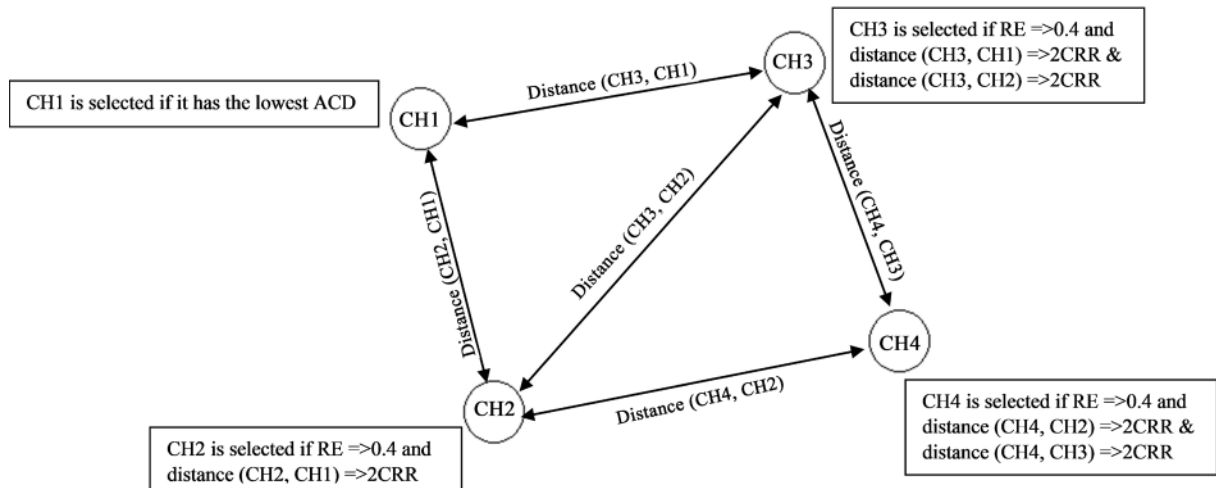 CH3 is selected if RE =>0.4 and
distance (CH3, CH1) =>2CRR &
distance (CH3, CH2) =>2CRR
CH3
Distance (CH3, CH1)
CH1 is selected if it has the lowest ACD
CH1
Distance (CH2, CH1)
Distance (CH3, CH2)
Distance (CH4, CH3)
CH4
CH2
Distance (CH4, CH2)
CH4 is selected if RE =>0.4 and
distance (CH4, CH2) =>2CRR &
distance (CH4, CH3) =>2CRR
CH2 is selected if RE =>0.4 and
distance (CH2, CH1) =>2CRR